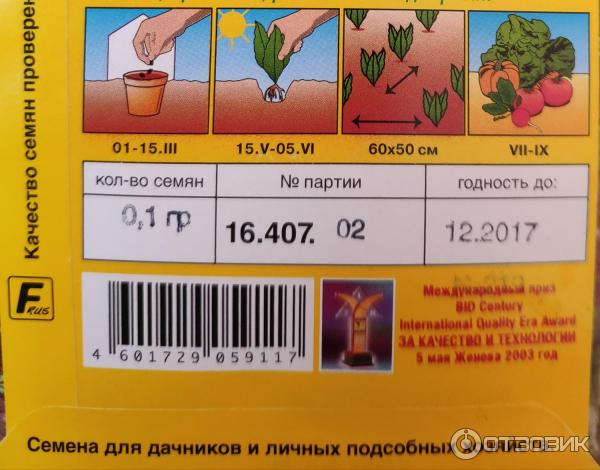 Качество семян проверен
01-15.III
15.V-05.VI
60x50 см
VII-IX
кол-во семян
№ партии
годность до:
0,1 гр
16.407. 02
12.2017
F RUS
4 601729 059117
Международный приз
BID Century
International Quality Era Award
ЗА КАЧЕСТВО И ТЕХНОЛОГИИ
5 мая Женева 2003 год
Семена для дачников и личных подсобных хозяйств
ОТЗОВИК